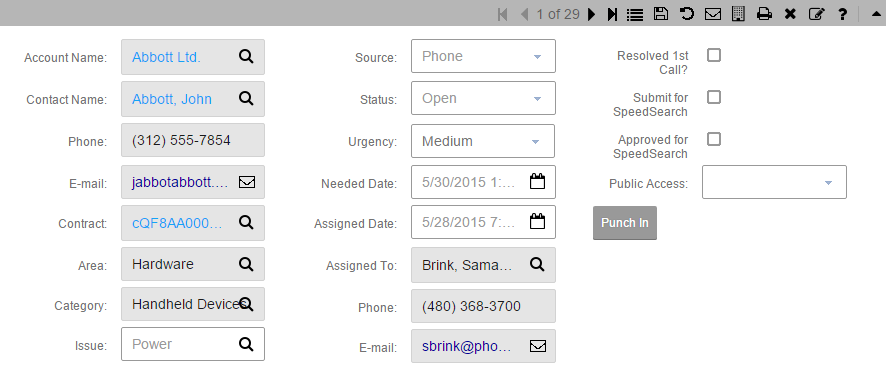 1 of 29
Account Name: Abbott Ltd.
Contact Name: Abbott, John
Phone: (312) 555-7854
E-mail: jabbotabbott....
Contract: cQF8AA000...
Area: Hardware
Category: Handheld Devices
Issue: Power
Source: Phone
Status: Open
Urgency: Medium
Needed Date: 5/30/2015 1:...
Assigned Date: 5/28/2015 7:...
Assigned To: Brink, Sama...
Phone: (480) 368-3700
E-mail: sbrink@pho...
Resolved 1st
Call?
Submit for
SpeedSearch
Approved for
SpeedSearch
Public Access:
Punch In